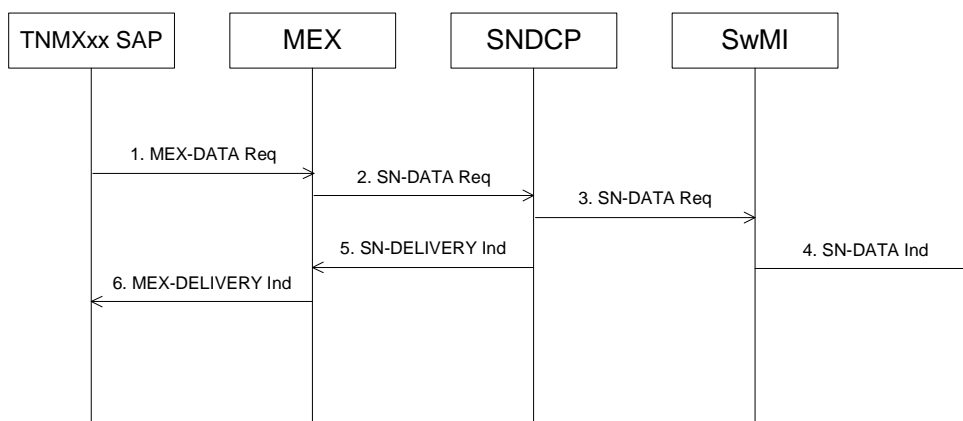 TNMXxx SAP
MEX
SNDCP
SwMI
1. MEX-DATA Req
2. SN-DATA Req
3. SN-DATA Req
5. SN-DELIVERY Ind
4. SN-DATA Ind
6. MEX-DELIVERY Ind